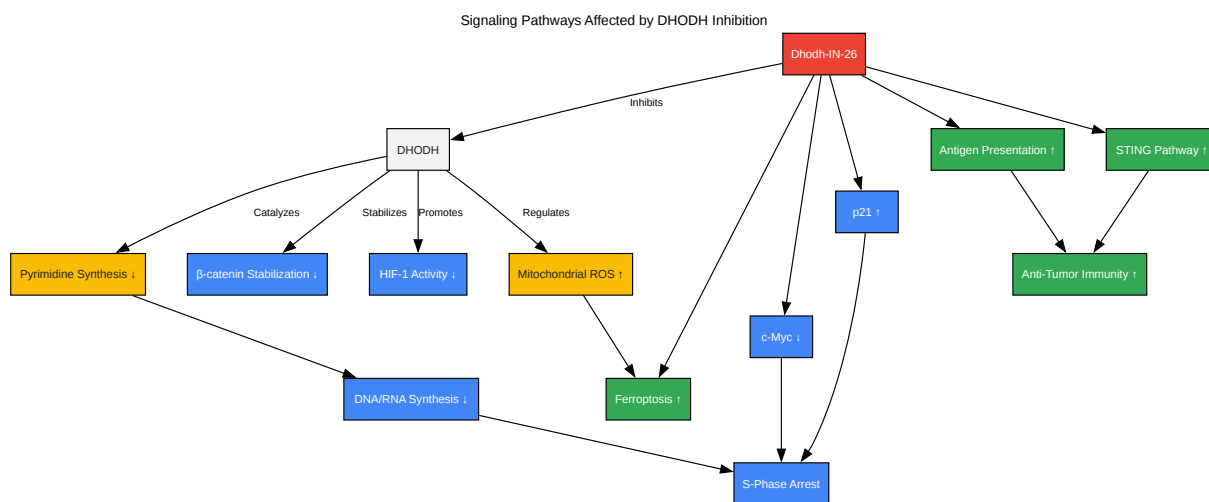 Signaling Pathways Affected by DHODH Inhibition
Dhodh-IN-26
Inhibits
DHODH
Antigen Presentation ↑
STING Pathway ↑
Catalyzes
Stabilizes
Promotes
Regulates
p21 ↑
Pyrimidine Synthesis ↓
β-catenin Stabilization ↓
HIF-1 Activity ↓
Mitochondrial ROS ↑
Anti-Tumor Immunity ↑
c-Myc ↓
DNA/RNA Synthesis ↓
Ferroptosis ↑
S-Phase Arrest